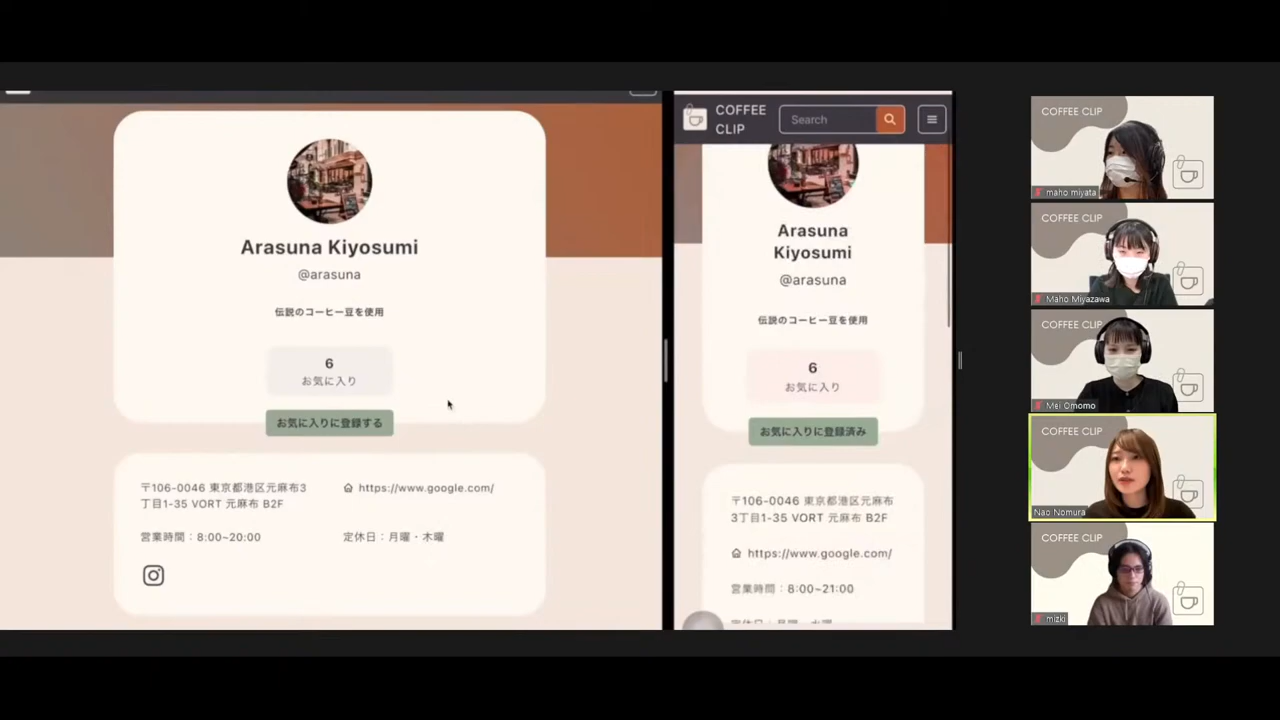 Arasuna Kiyosumi
@arasuna
伝説のコーヒー豆を使用
6
お気に入り
お気に入りに登録する
〒106-0046 東京都港区元麻布3
丁目1-35 VORT 元麻布 B2F
https://www.google.com/
営業時間：8:00~20:00
定休日：月曜・木曜
COFFEE
CLIP
Search
Arasuna
Kiyosumi
@arasuna
伝説のコーヒー豆を使用
6
お気に入り
お気に入りに登録済み
〒106-0046 東京都港区元麻布
3丁目1-35 VORT 元麻布 B2F
https://www.google.com/
営業時間：8:00~21:00
COFFEE CLIP
maho miyata
COFFEE CLIP
Maho Miyazawa
COFFEE CLIP
Mei Omomo
COFFEE CLIP
Nao Nomura
COFFEE CLIP
mizki